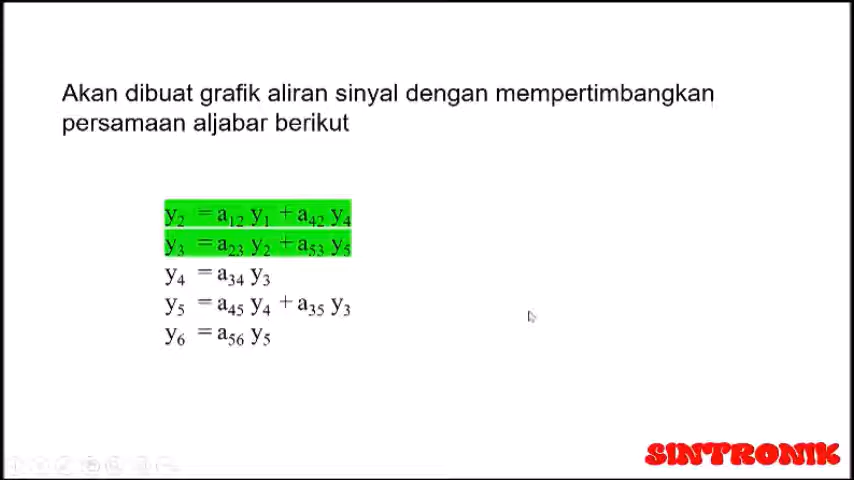 Akan dibuat grafik aliran sinyal dengan mempertimbangkan
persamaan aljabar berikut
y₂ = a₁₂ y₁ + a₄₂ y₄
y₃ = a₂₃ y₂ + a₅₃ y₅
y₄ = a₃₄ y₃
y₅ = a₄₅ y₄ + a₃₅ y₃
y₆ = a₅₆ y₅
SINTRONIK